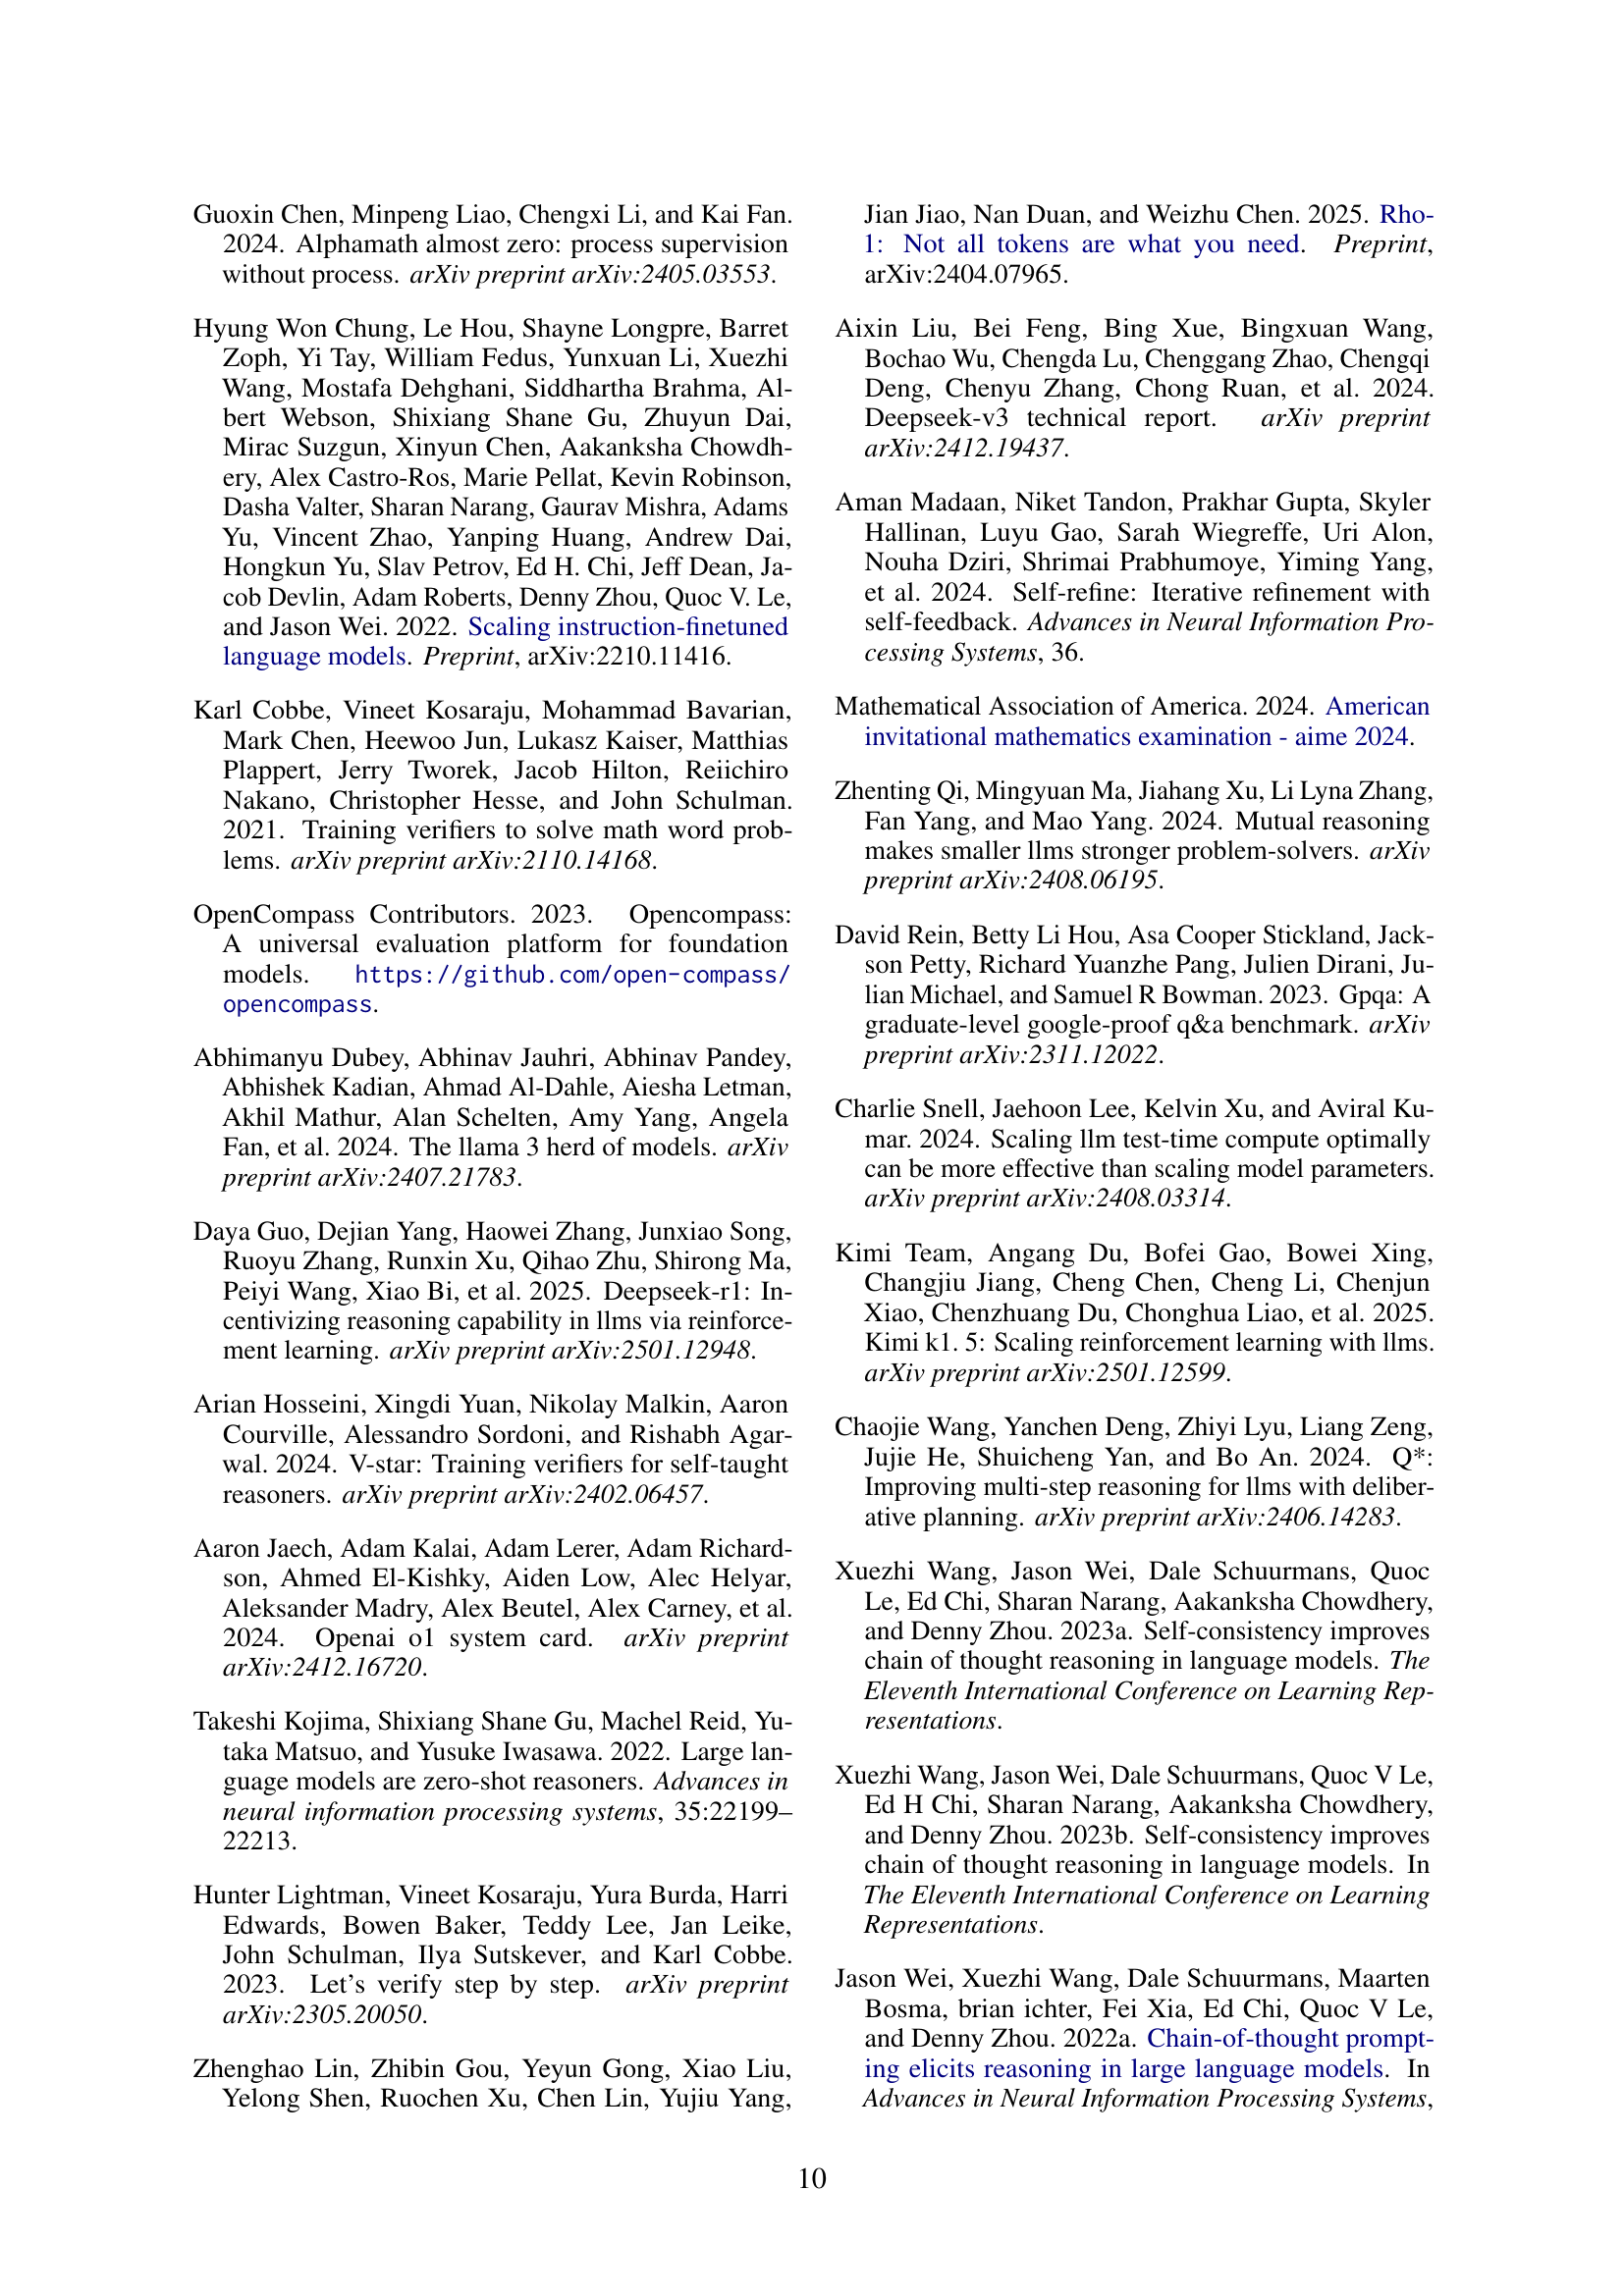 Guoxin Chen, Minpeng Liao, Chengxi Li, and Kai Fan.
2024. Alphamath almost zero: process supervision
without process. arXiv preprint arXiv:2405.03553.
Hyung Won Chung, Le Hou, Shayne Longpre, Barret
Zoph, Yi Tay, William Fedus, Yunxuan Li, Xuezhi
Wang, Mostafa Dehghani, Siddhartha Brahma, Al-
bert Webson, Shixiang Shane Gu, Zhuyun Dai,
Mirac Suzgun, Xinyun Chen, Aakanksha Chowdh-
ery, Alex Castro-Ros, Marie Pellat, Kevin Robinson,
Dasha Valter, Sharan Narang, Gaurav Mishra, Adams
Yu, Vincent Zhao, Yanping Huang, Andrew Dai,
Hongkun Yu, Slav Petrov, Ed H. Chi, Jeff Dean, Ja-
cob Devlin, Adam Roberts, Denny Zhou, Quoc V. Le,
and Jason Wei. 2022. Scaling instruction-finetuned
language models. Preprint, arXiv:2210.11416.
Karl Cobbe, Vineet Kosaraju, Mohammad Bavarian,
Mark Chen, Heewoo Jun, Lukasz Kaiser, Matthias
Plappert, Jerry Tworek, Jacob Hilton, Reiichiro
Nakano, Christopher Hesse, and John Schulman.
2021. Training verifiers to solve math word prob-
lems. arXiv preprint arXiv:2110.14168.
OpenCompass Contributors. 2023. Opencompass:
A universal evaluation platform for foundation
models. https://github.com/open-compass/
opencompass.
Abhimanyu Dubey, Abhinav Jauhri, Abhinav Pandey,
Abhishek Kadian, Ahmad Al-Dahle, Aiesha Letman,
Akhil Mathur, Alan Schelten, Amy Yang, Angela
Fan, et al. 2024. The llama 3 herd of models. arXiv
preprint arXiv:2407.21783.
Daya Guo, Dejian Yang, Haowei Zhang, Junxiao Song,
Ruoyu Zhang, Runxin Xu, Qihao Zhu, Shirong Ma,
Peiyi Wang, Xiao Bi, et al. 2025. Deepseek-r1: In-
centivizing reasoning capability in llms via reinforce-
ment learning. arXiv preprint arXiv:2501.12948.
Arian Hosseini, Xingdi Yuan, Nikolay Malkin, Aaron
Courville, Alessandro Sordoni, and Rishabh Agar-
wal. 2024. V-star: Training verifiers for self-taught
reasoners. arXiv preprint arXiv:2402.06457.
Aaron Jaech, Adam Kalai, Adam Lerer, Adam Richard-
son, Ahmed El-Kishky, Aiden Low, Alec Helyar,
Aleksander Madry, Alex Beutel, Alex Carney, et al.
2024. Openai o1 system card. arXiv preprint
arXiv:2412.16720.
Takeshi Kojima, Shixiang Shane Gu, Machel Reid, Yu-
taka Matsuo, and Yusuke Iwasawa. 2022. Large lan-
guage models are zero-shot reasoners. Advances in
neural information processing systems, 35:22199–
22213.
Hunter Lightman, Vineet Kosaraju, Yura Burda, Harri
Edwards, Bowen Baker, Teddy Lee, Jan Leike,
John Schulman, Ilya Sutskever, and Karl Cobbe.
2023. Let's verify step by step. arXiv preprint
arXiv:2305.20050.
Zhenghao Lin, Zhibin Gou, Yeyun Gong, Xiao Liu,
Yelong Shen, Ruochen Xu, Chen Lin, Yujiu Yang,
Jian Jiao, Nan Duan, and Weizhu Chen. 2025. Rho-
1: Not all tokens are what you need. Preprint,
arXiv:2404.07965.
Aixin Liu, Bei Feng, Bing Xue, Bingxuan Wang,
Bochao Wu, Chengda Lu, Chenggang Zhao, Chengqi
Deng, Chenyu Zhang, Chong Ruan, et al. 2024.
Deepseek-v3 technical report. arXiv preprint
arXiv:2412.19437.
Aman Madaan, Niket Tandon, Prakhar Gupta, Skyler
Hallinan, Luyu Gao, Sarah Wiegreffe, Uri Alon,
Nouha Dziri, Shrimai Prabhumoye, Yiming Yang,
et al. 2024. Self-refine: Iterative refinement with
self-feedback. Advances in Neural Information Pro-
cessing Systems, 36.
Mathematical Association of America. 2024. American
invitational mathematics examination - aime 2024.
Zhenting Qi, Mingyuan Ma, Jiahang Xu, Li Lyna Zhang,
Fan Yang, and Mao Yang. 2024. Mutual reasoning
makes smaller llms stronger problem-solvers. arXiv
preprint arXiv:2408.06195.
David Rein, Betty Li Hou, Asa Cooper Stickland, Jack-
son Petty, Richard Yuanzhe Pang, Julien Dirani, Ju-
lian Michael, and Samuel R Bowman. 2023. Gpqa: A
graduate-level google-proof q&a benchmark. arXiv
preprint arXiv:2311.12022.
Charlie Snell, Jaehoon Lee, Kelvin Xu, and Aviral Ku-
mar. 2024. Scaling llm test-time compute optimally
can be more effective than scaling model parameters.
arXiv preprint arXiv:2408.03314.
Kimi Team, Angang Du, Bofei Gao, Bowei Xing,
Changjiu Jiang, Cheng Chen, Cheng Li, Chenjun
Xiao, Chenzhuang Du, Chonghua Liao, et al. 2025.
Kimi k1. 5: Scaling reinforcement learning with llms.
arXiv preprint arXiv:2501.12599.
Chaojie Wang, Yanchen Deng, Zhiyi Lyu, Liang Zeng,
Jujie He, Shuicheng Yan, and Bo An. 2024. Q*:
Improving multi-step reasoning for llms with deliber-
ative planning. arXiv preprint arXiv:2406.14283.
Xuezhi Wang, Jason Wei, Dale Schuurmans, Quoc
Le, Ed Chi, Sharan Narang, Aakanksha Chowdhery,
and Denny Zhou. 2023a. Self-consistency improves
chain of thought reasoning in language models. The
Eleventh International Conference on Learning Rep-
resentations.
Xuezhi Wang, Jason Wei, Dale Schuurmans, Quoc V Le,
Ed H Chi, Sharan Narang, Aakanksha Chowdhery,
and Denny Zhou. 2023b. Self-consistency improves
chain of thought reasoning in language models. In
The Eleventh International Conference on Learning
Representations.
Jason Wei, Xuezhi Wang, Dale Schuurmans, Maarten
Bosma, brian ichter, Fei Xia, Ed Chi, Quoc V Le,
and Denny Zhou. 2022a. Chain-of-thought prompt-
ing elicits reasoning in large language models. In
Advances in Neural Information Processing Systems,
10